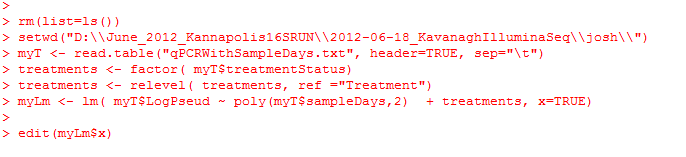 >
> rm(list=ls())
> setwd("D:\\June_2012_Kannapolis16SRUN\\2012-06-18_KavanaghIlluminaSeq\\josh\\")
> myT <- read.table("qPCRWithSampleDays.txt", header=TRUE, sep="\t")
> treatments <- factor( myT$treatmentStatus)
> treatments <- relevel( treatments, ref ="Treatment")
> myLm <- lm( myT$LogPseud ~ poly(myT$sampleDays,2)  + treatments, x=TRUE)
>
> edit(myLm$x)